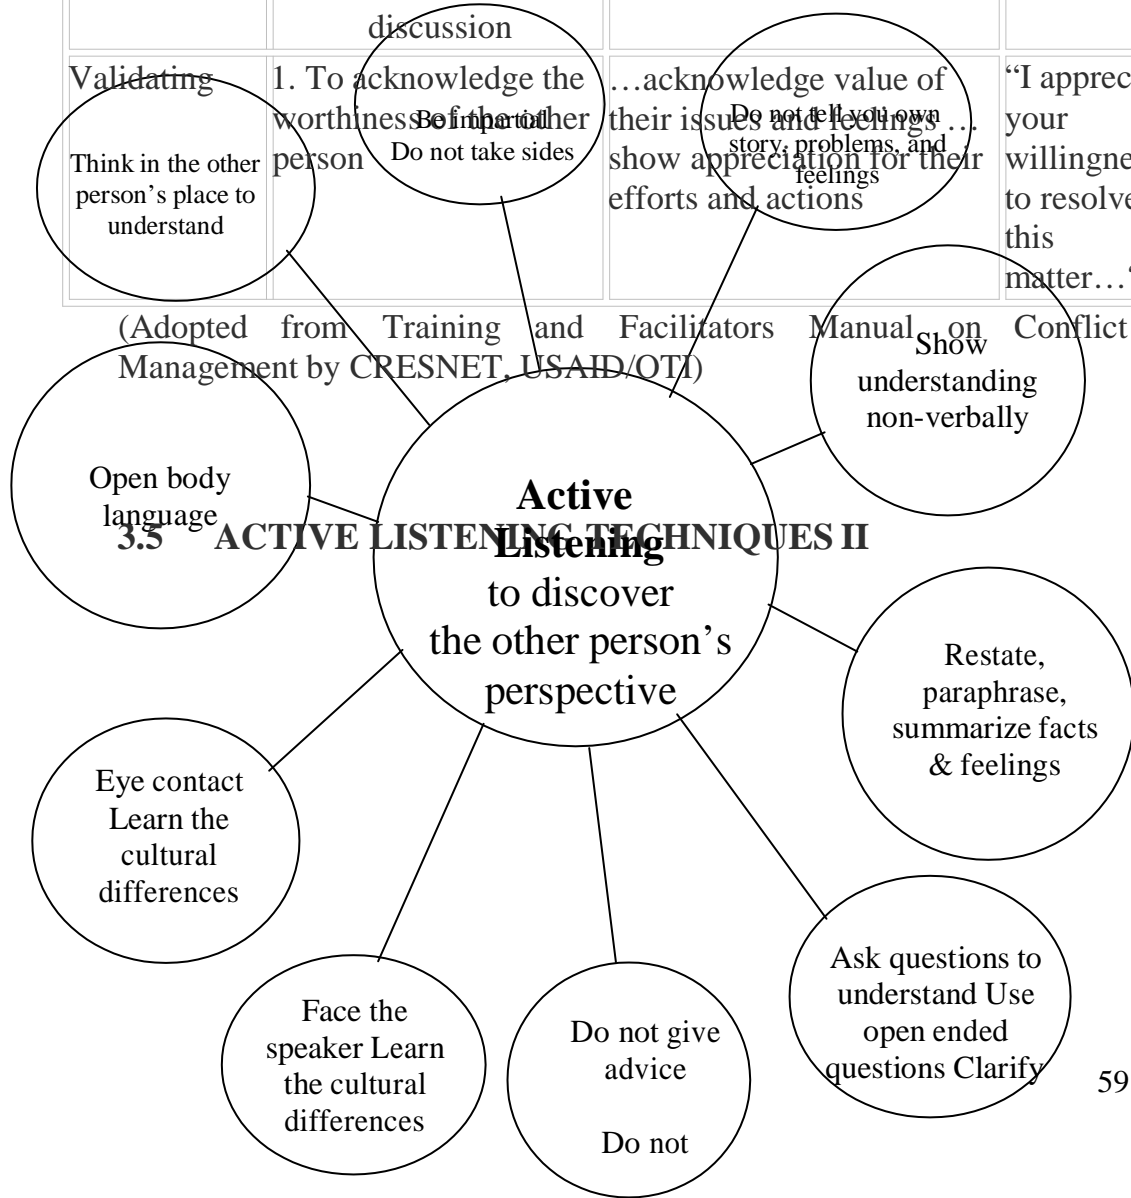 discussion
Validating
1. To acknowledge the
worthiness of the other
person
…acknowledge value of
their issues and feelings …
show appreciation for their
efforts and actions
“I apprec
your
willingne
to resolve
this
matter…“
(Adopted from Training and Facilitators Manual on Conflict
Management by CRESNET, USAID/OTI)
3.5 ACTIVE LISTENING TECHNIQUES II
Think in the other
person’s place to
understand
Be impartial
Do not take sides
Do not tell you own
story, problems, and
feelings
Show
understanding
non-verbally
Open body
language
Active
Listening
to discover
the other person’s
perspective
Restate,
paraphrase,
summarize facts
& feelings
Eye contact
Learn the
cultural
differences
Ask questions to
understand Use
open ended
questions Clarify
Face the
speaker Learn
the cultural
differences
Do not give
advice
Do not
59